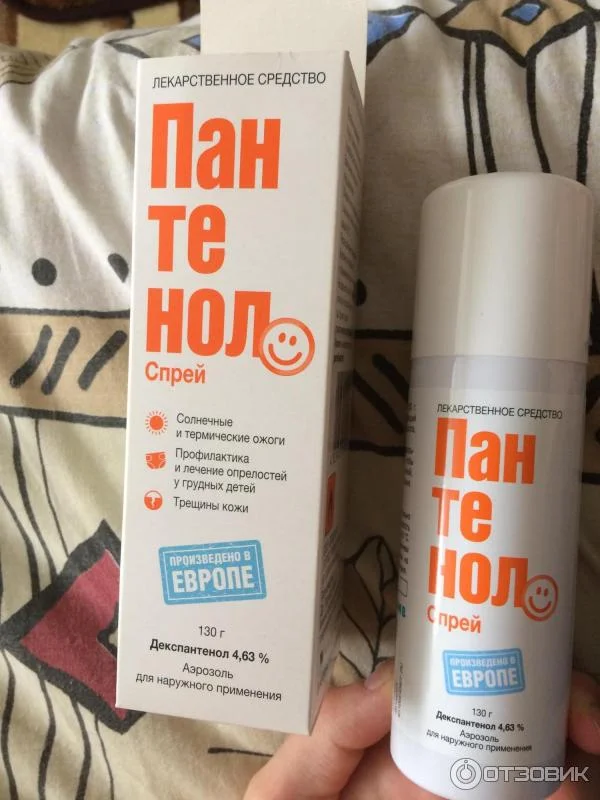 ЛЕКАРСТВЕННОЕ СРЕДСТВО
Пан
те
нол
Спрей
Солнечные
и термические ожоги
Профилактика
и лечение опрелостей
у грудных детей
Трещины кожи
ПРОИЗВЕДЕНО В
ЕВРОПЕ
130 г
Декспантенол 4,63 %
Аэрозоль
для наружного применения
ЛЕКАРСТВЕННОЕ СРЕДСТВО
Пан
те
нол
Спрей
ПРОИЗВЕДЕНО В
ЕВРОПЕ
130 г
Декспантенол 4,63 %
Аэрозоль
для наружного применения
ОТЗОВИК